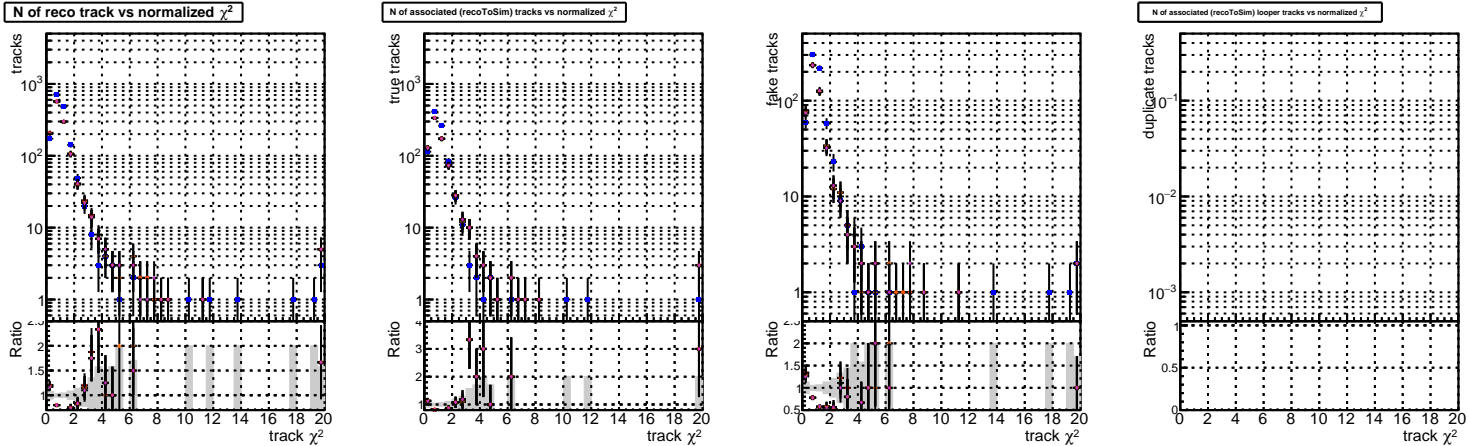 N of reco track vs normalized χ²
N of associated (recoToSim) tracks vs normalized χ²
N of associated (recoToSim) looper tracks vs normalized χ²
tracks
10³
10²
10
1
Ratio
2.5
2
1.5
1
0 2 4 6 8 10 12 14 16 18 20
track χ²
true tracks
10³
10²
10
1
Ratio
4
3
2
1
0 2 4 6 8 10 12 14 16 18 20
track χ²
fake tracks
10²
10
1
Ratio
2.5
2
1.5
1
0.5
0 2 4 6 8 10 12 14 16 18 20
track χ²
duplicate tracks
10⁻¹
10⁻²
10⁻³
Ratio
1
0.5
0
0 2 4 6 8 10 12 14 16 18 20
track χ²